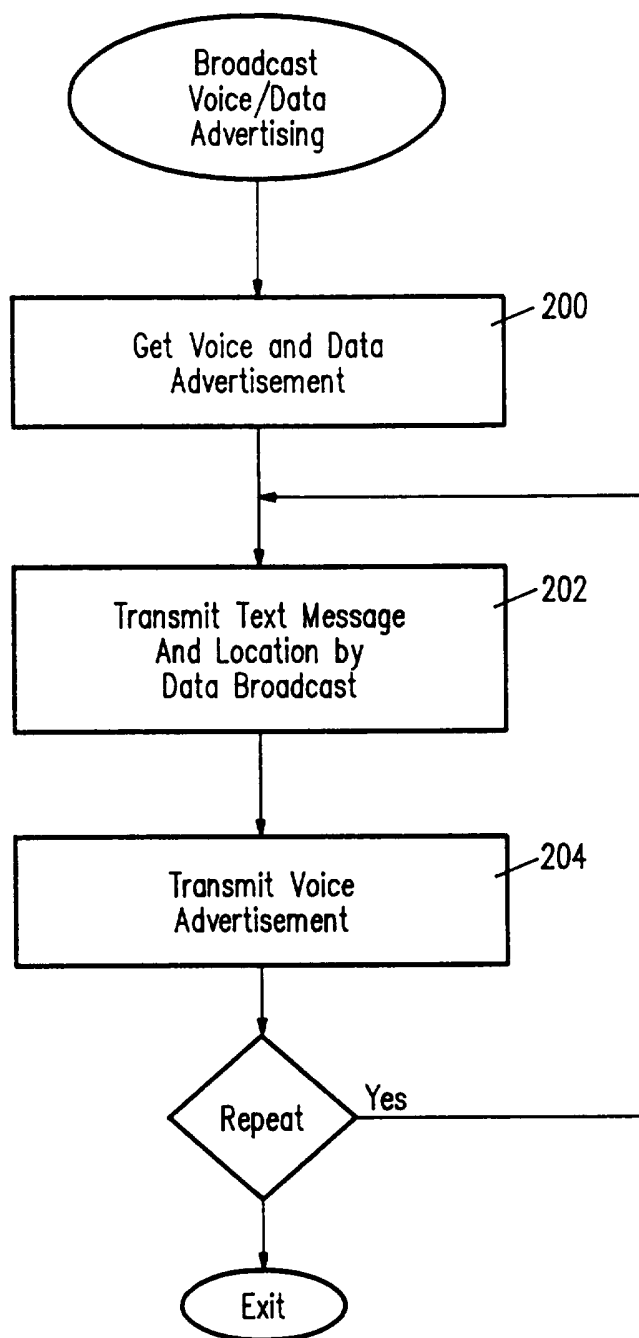 Broadcast
Voice/Data
Advertising
200
Get Voice and Data
Advertisement
202
Transmit Text Message
And Location by
Data Broadcast
204
Transmit Voice
Advertisement
Repeat
Yes
Exit